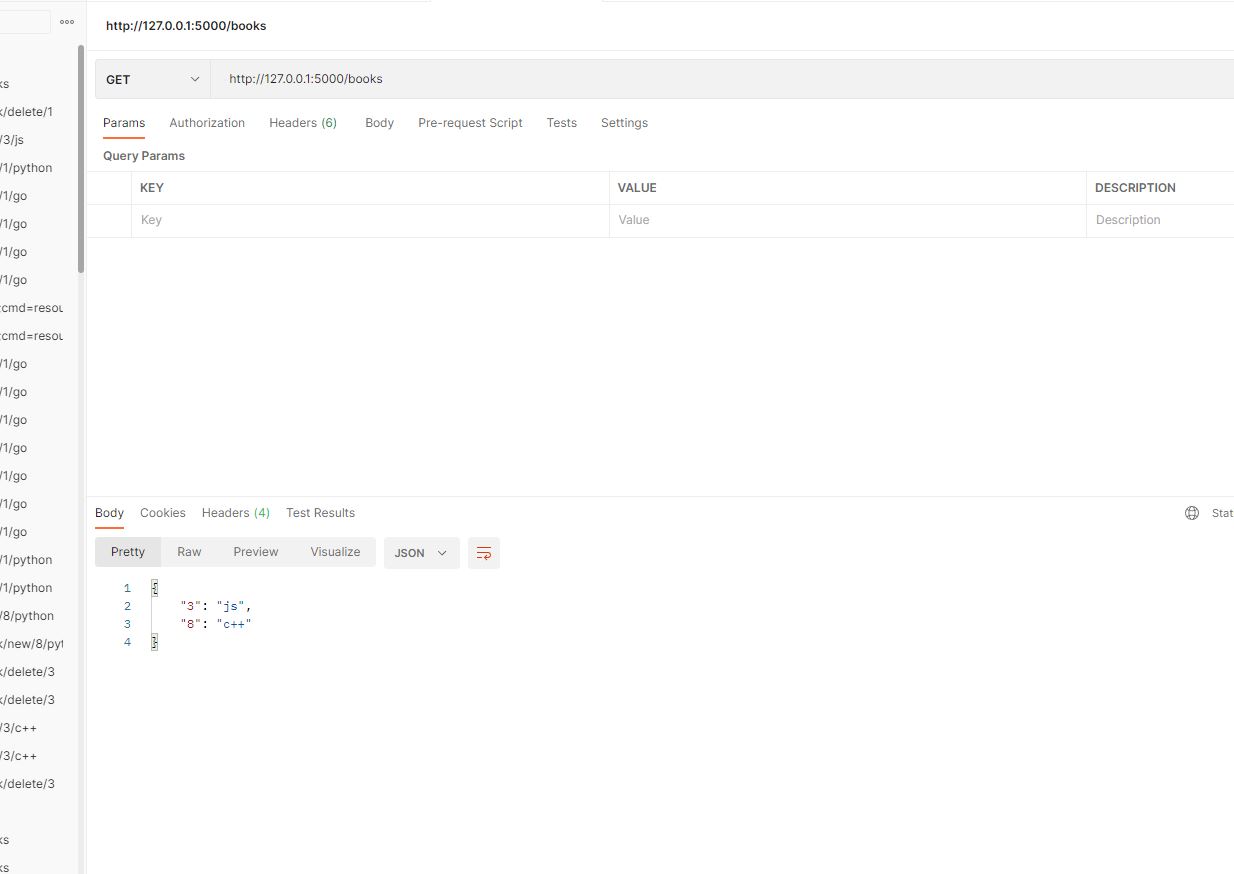 http://127.0.0.1:5000/books
GET http://127.0.0.1:5000/books
Params Authorization Headers (6) Body Pre-request Script Tests Settings
Query Params
KEY VALUE DESCRIPTION
Key Value Description
ks
k/delete/1
/3/js
/1/python
/1/go
/1/go
/1/go
/1/go
cmd=resou
cmd=resou
/1/go
/1/go
/1/go
/1/go
/1/go
/1/go
/1/go
/1/python
/1/python
/8/python
k/new/8/pyt
k/delete/3
k/delete/3
/3/c++
/3/c++
k/delete/3
ks
ks
Body Cookies Headers (4) Test Results Stat
Pretty Raw Preview Visualize JSON
1 {
2 "3": "js",
3 "8": "c++"
4 }